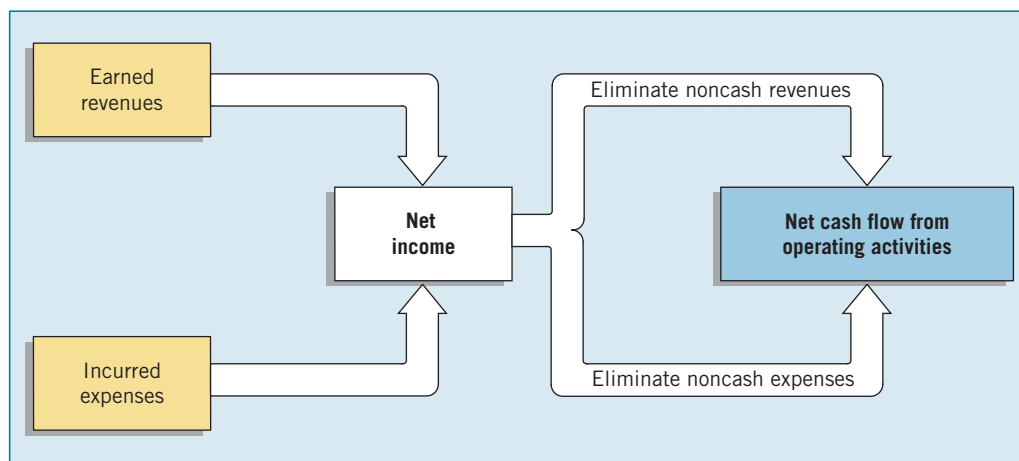 Earned
revenues
Eliminate noncash revenues
Net
income
Net cash flow from
operating activities
Incurred
expenses
Eliminate noncash expenses